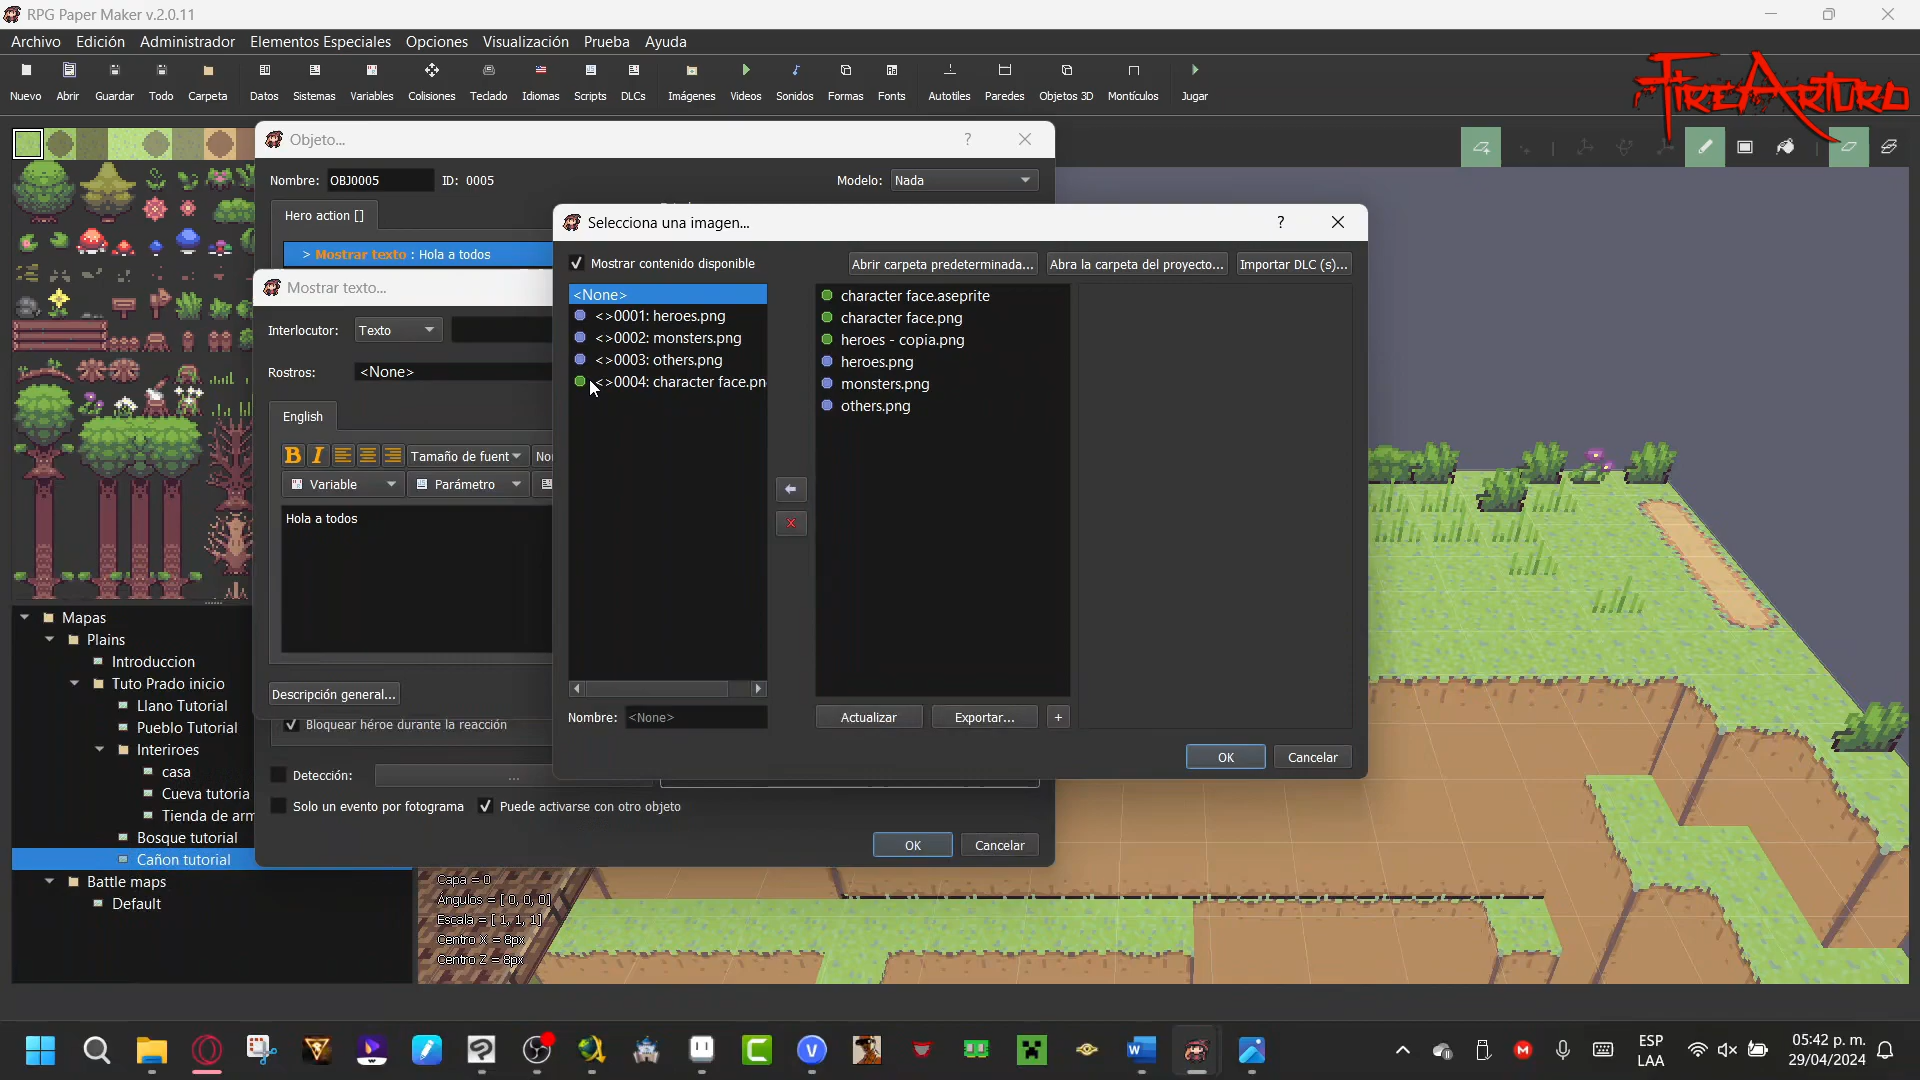 RPG Paper Maker v.2.0.11
Archivo Edición Administrador Elementos Especiales Opciones Visualización Prueba Ayuda
Nuevo Abrir Guardar Todo Carpeta Datos Sistemas Variables Colisiones Teclado Idiomas Scripts DLCs Imágenes Videos Sonidos Formas Fonts Autotiles Paredes Objetos 3D Montículos Jugar
FireArturo
Objeto... ?
Nombre: OBJ0005 ID: 0005 Modelo: Nada
Hero action []
> Mostrar texto : Hola a todos
Mostrar texto...
Interlocutor: Texto
Rostros: <None>
English
B I Tamaño de fuent
Variable Parámetro
Hola a todos
Descripción general...
Bloquear héroe durante la reacción
Detección: ...
Solo un evento por fotograma Puede activarse con otro objeto
OK Cancelar
Selecciona una imagen... ?
Mostrar contenido disponible Abrir carpeta predeterminada... Abra la carpeta del proyecto... Importar DLC (s)...
<None>
<>0001: heroes.png
<>0002: monsters.png
<>0003: others.png
<>0004: character face.pn
character face.aseprite
character face.png
heroes - copia.png
heroes.png
monsters.png
others.png
Nombre: <None> Actualizar Exportar... +
OK Cancelar
Mapas
Plains
Introduccion
Tuto Prado inicio
Llano Tutorial
Pueblo Tutorial
Interiroes
casa
Cueva tutoria
Tienda de arm
Bosque tutorial
Cañon tutorial
Battle maps
Default
Capa = 0
Ángulos = [ 0, 0, 0]
Escala = [ 1, 1, 1]
Centro X = 8px
Centro Z = 8px
ESP
LAA
05:42 p. m.
29/04/2024